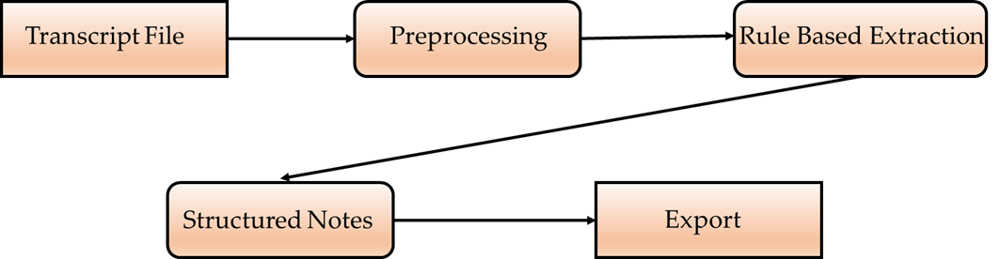 Transcript File
Preprocessing
Rule Based Extraction
Structured Notes
Export